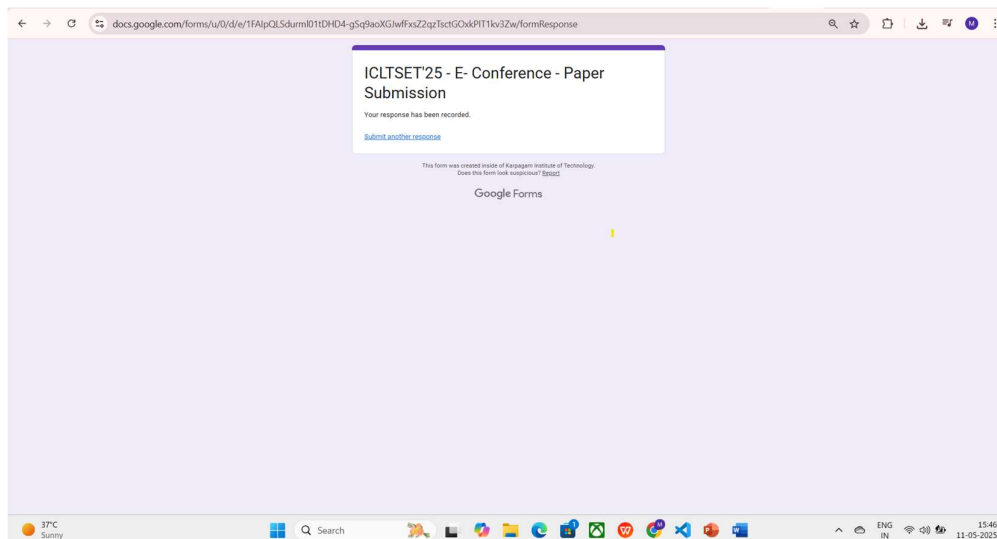 docs.google.com/forms/u/0/d/e/1FAIpQLSdurml01tDHD4-gSq9aoXGJwfFxsZ2qzTsctGOxkPIT1kv3Zw/formResponse
M
ICLTSET'25 - E- Conference - Paper
Submission
Your response has been recorded.
Submit another response
This form was created inside of Karpagam Institute of Technology.
Does this form look suspicious? Report
Google Forms
37°C
Sunny
Search
ENG
IN
15:46
11-05-2025